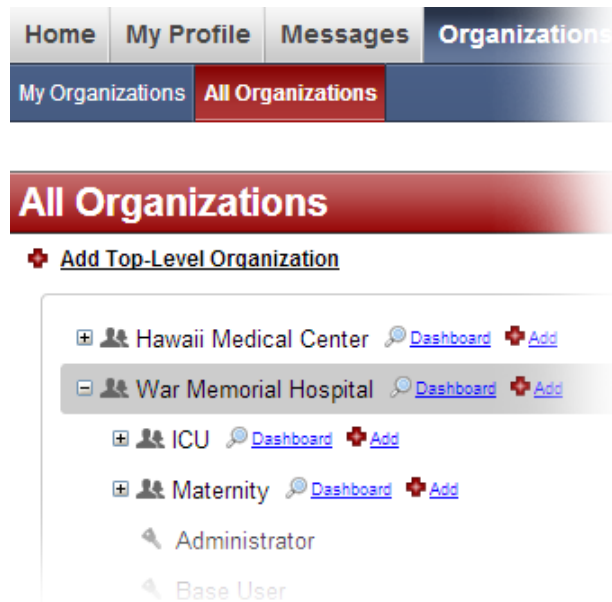 Home My Profile Messages Organizations
My Organizations All Organizations
All Organizations
Add Top-Level Organization
Hawaii Medical Center Dashboard Add
War Memorial Hospital Dashboard Add
ICU Dashboard Add
Maternity Dashboard Add
Administrator
Base User